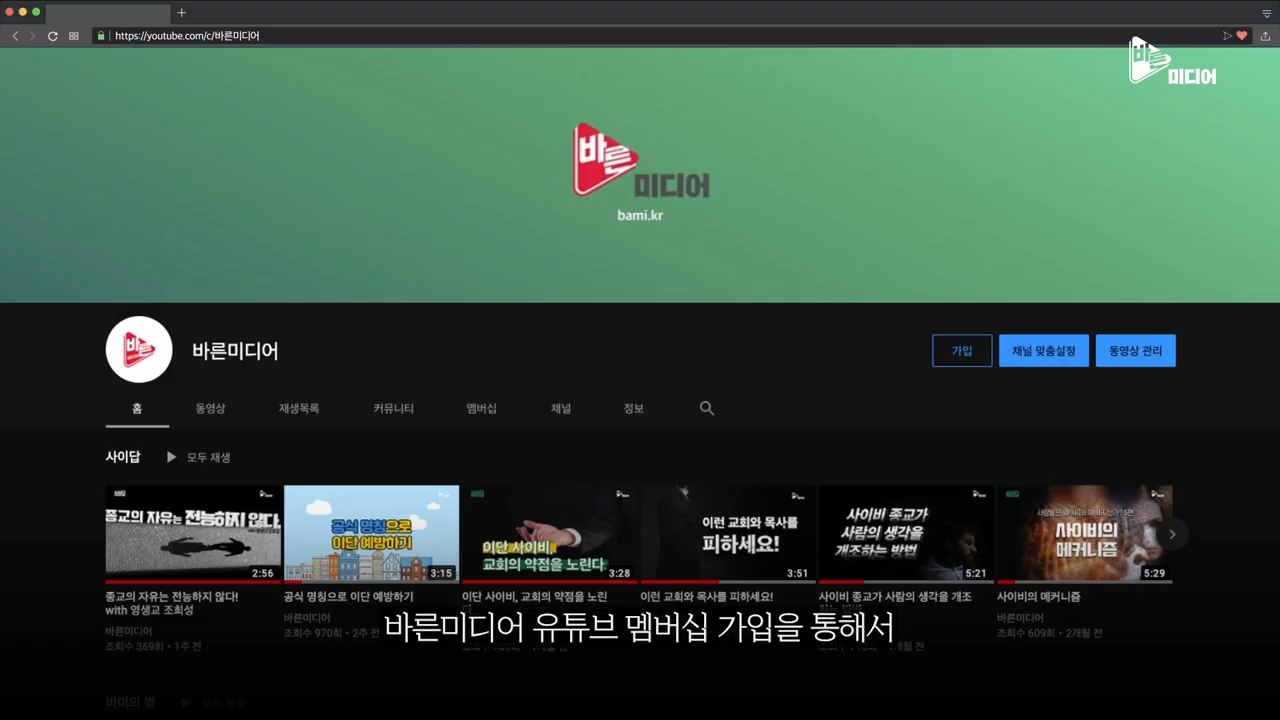 https://youtube.com/c/바른미디어
바른
미디어
바른
미디어
bami.kr
바른
바른미디어
가입
채널 맞춤설정
동영상 관리
홈
동영상
재생목록
커뮤니티
멤버십
채널
정보
사이답
모두 재생
종교의 자유는 전능하지 않다.
2:56
공식 명칭으로
이단 예방하기
3:15
이단 사이비,
교회의 약점을 노린다.
3:28
이런 교회와 목사를
피하세요!
3:51
사이비 종교가
사람의 생각을
개조하는 방법
5:21
사이비의
메커니즘
5:29
종교의 자유는 전능하지 않다!
with 영생교 조희성
바른미디어
조회수 369회 • 1주 전
공식 명칭으로 이단 예방하기
바른미디어
조회수 970회 • 2주 전
이단 사이비, 교회의 약점을 노린
이런 교회와 목사를 피하세요!
사이비 종교가 사람의 생각을 개조
사이비의 메커니즘
바른미디어
조회수 609회 • 2개월 전
바른미디어 유튜브 멤버십 가입을 통해서
바미의 썰
모두 재생